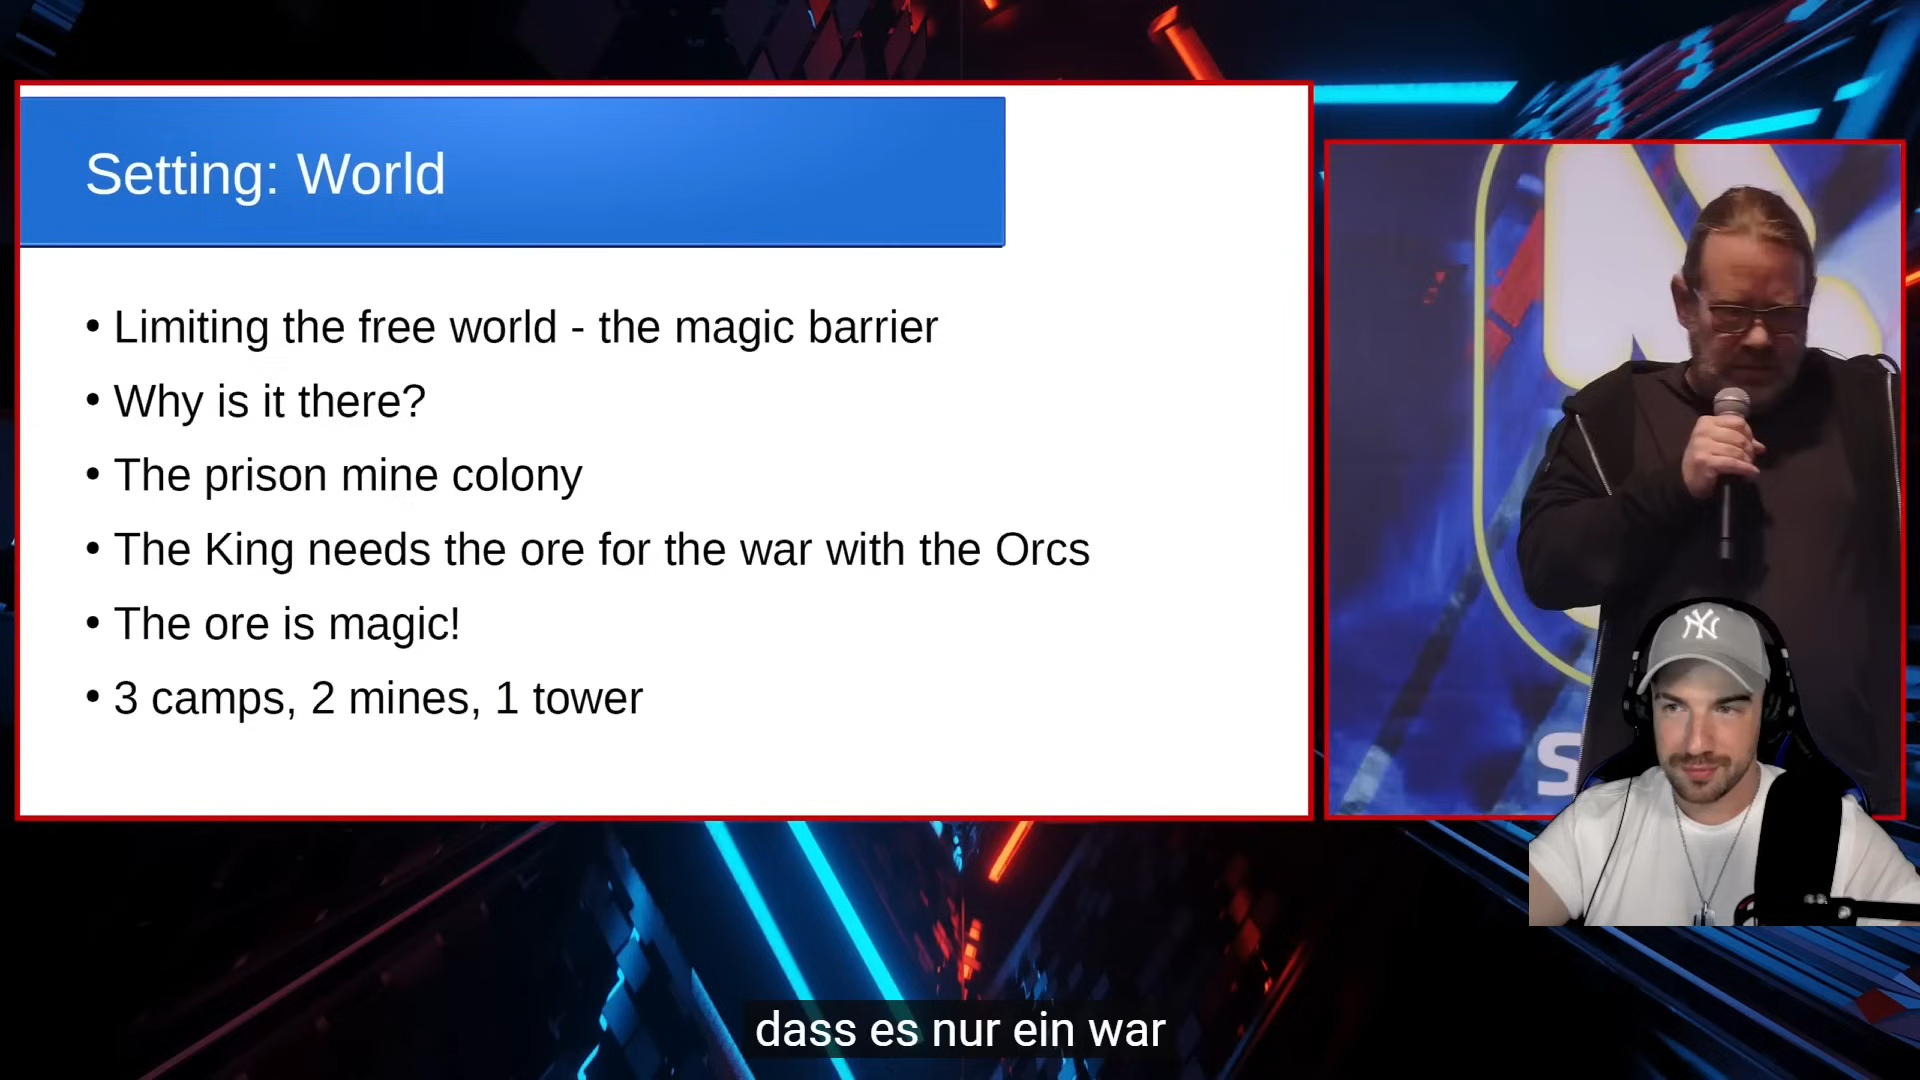 Setting: World
• Limiting the free world - the magic barrier
• Why is it there?
• The prison mine colony
• The King needs the ore for the war with the Orcs
• The ore is magic!
• 3 camps, 2 mines, 1 tower
S
NY
dass es nur ein war